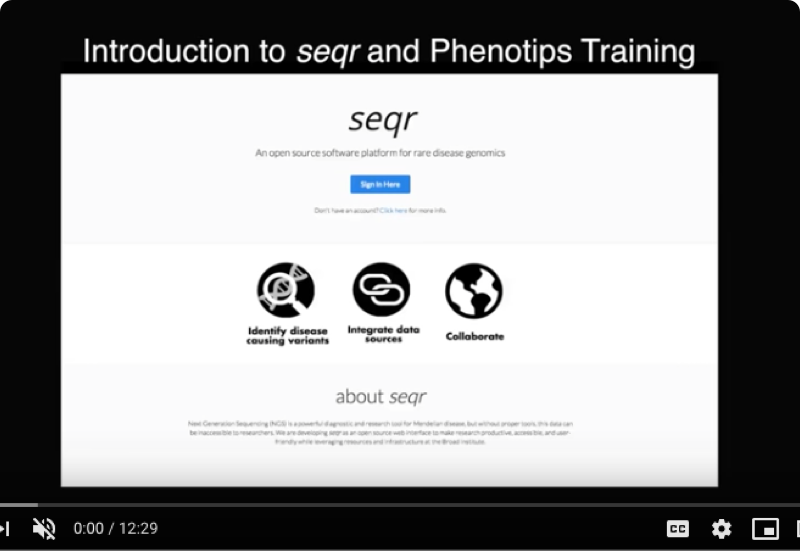 Introduction to seqr and Phenotips Training
seqr
An open source software platform for rare disease genomics
Sign In Here
Don't have an account? Click here for more info.
Identify disease
causing variants
Integrate data
sources
Collaborate
about seqr
Next Generation Sequencing (NGS) is a powerful diagnostic and research tool for Mendelian disease, but without proper tools, this data can
be inaccessible to researchers. We are developing seqr as an open source web interface to make research productive, accessible, and user-
friendly while leveraging resources and infrastructure at the Broad Institute.
0:00 / 12:29
CC